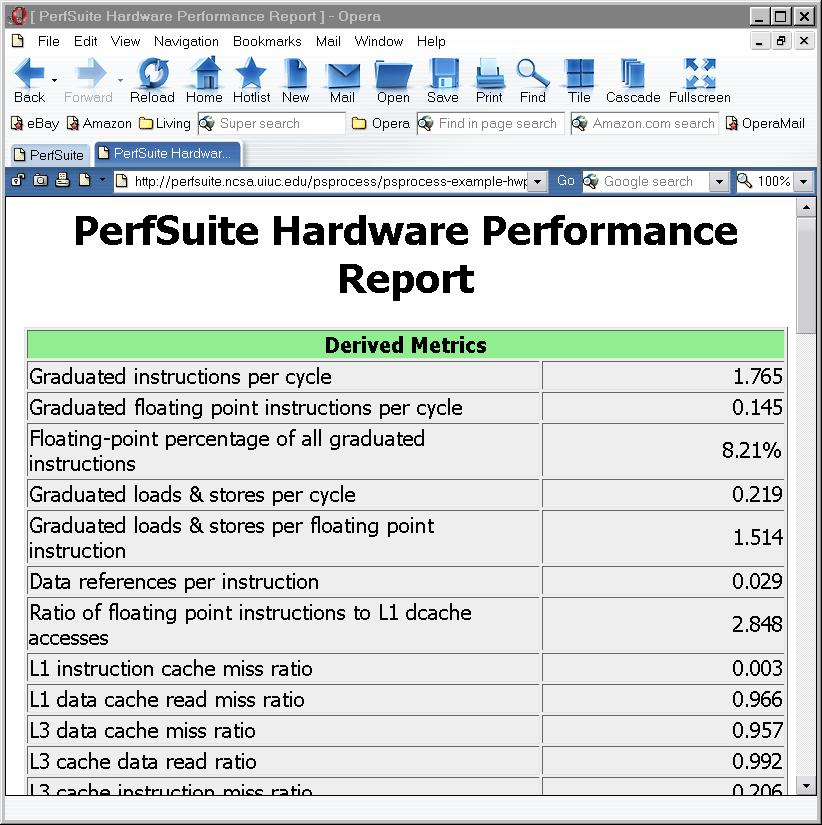 [ PerfSuite Hardware Performance Report ] - Opera
File Edit View Navigation Bookmarks Mail Window Help
Back Forward Reload Home Hotlist New Mail Open Save Print Find Tile Cascade Fullscreen
eBay Amazon Living Super search Opera Find in page search Amazon.com search OperaMail
PerfSuite PerfSuite Hardwar...
http://perfsuite.ncsa.uiuc.edu/psprocess/psprocess-example-hwp Go Google search 100%
PerfSuite Hardware Performance
Report
Derived Metrics
Graduated instructions per cycle 1.765
Graduated floating point instructions per cycle 0.145
Floating-point percentage of all graduated
instructions 8.21%
Graduated loads & stores per cycle 0.219
Graduated loads & stores per floating point
instruction 1.514
Data references per instruction 0.029
Ratio of floating point instructions to L1 dcache
accesses 2.848
L1 instruction cache miss ratio 0.003
L1 data cache read miss ratio 0.966
L3 data cache miss ratio 0.957
L3 cache data read ratio 0.992
L3 cache instruction miss ratio 0.206